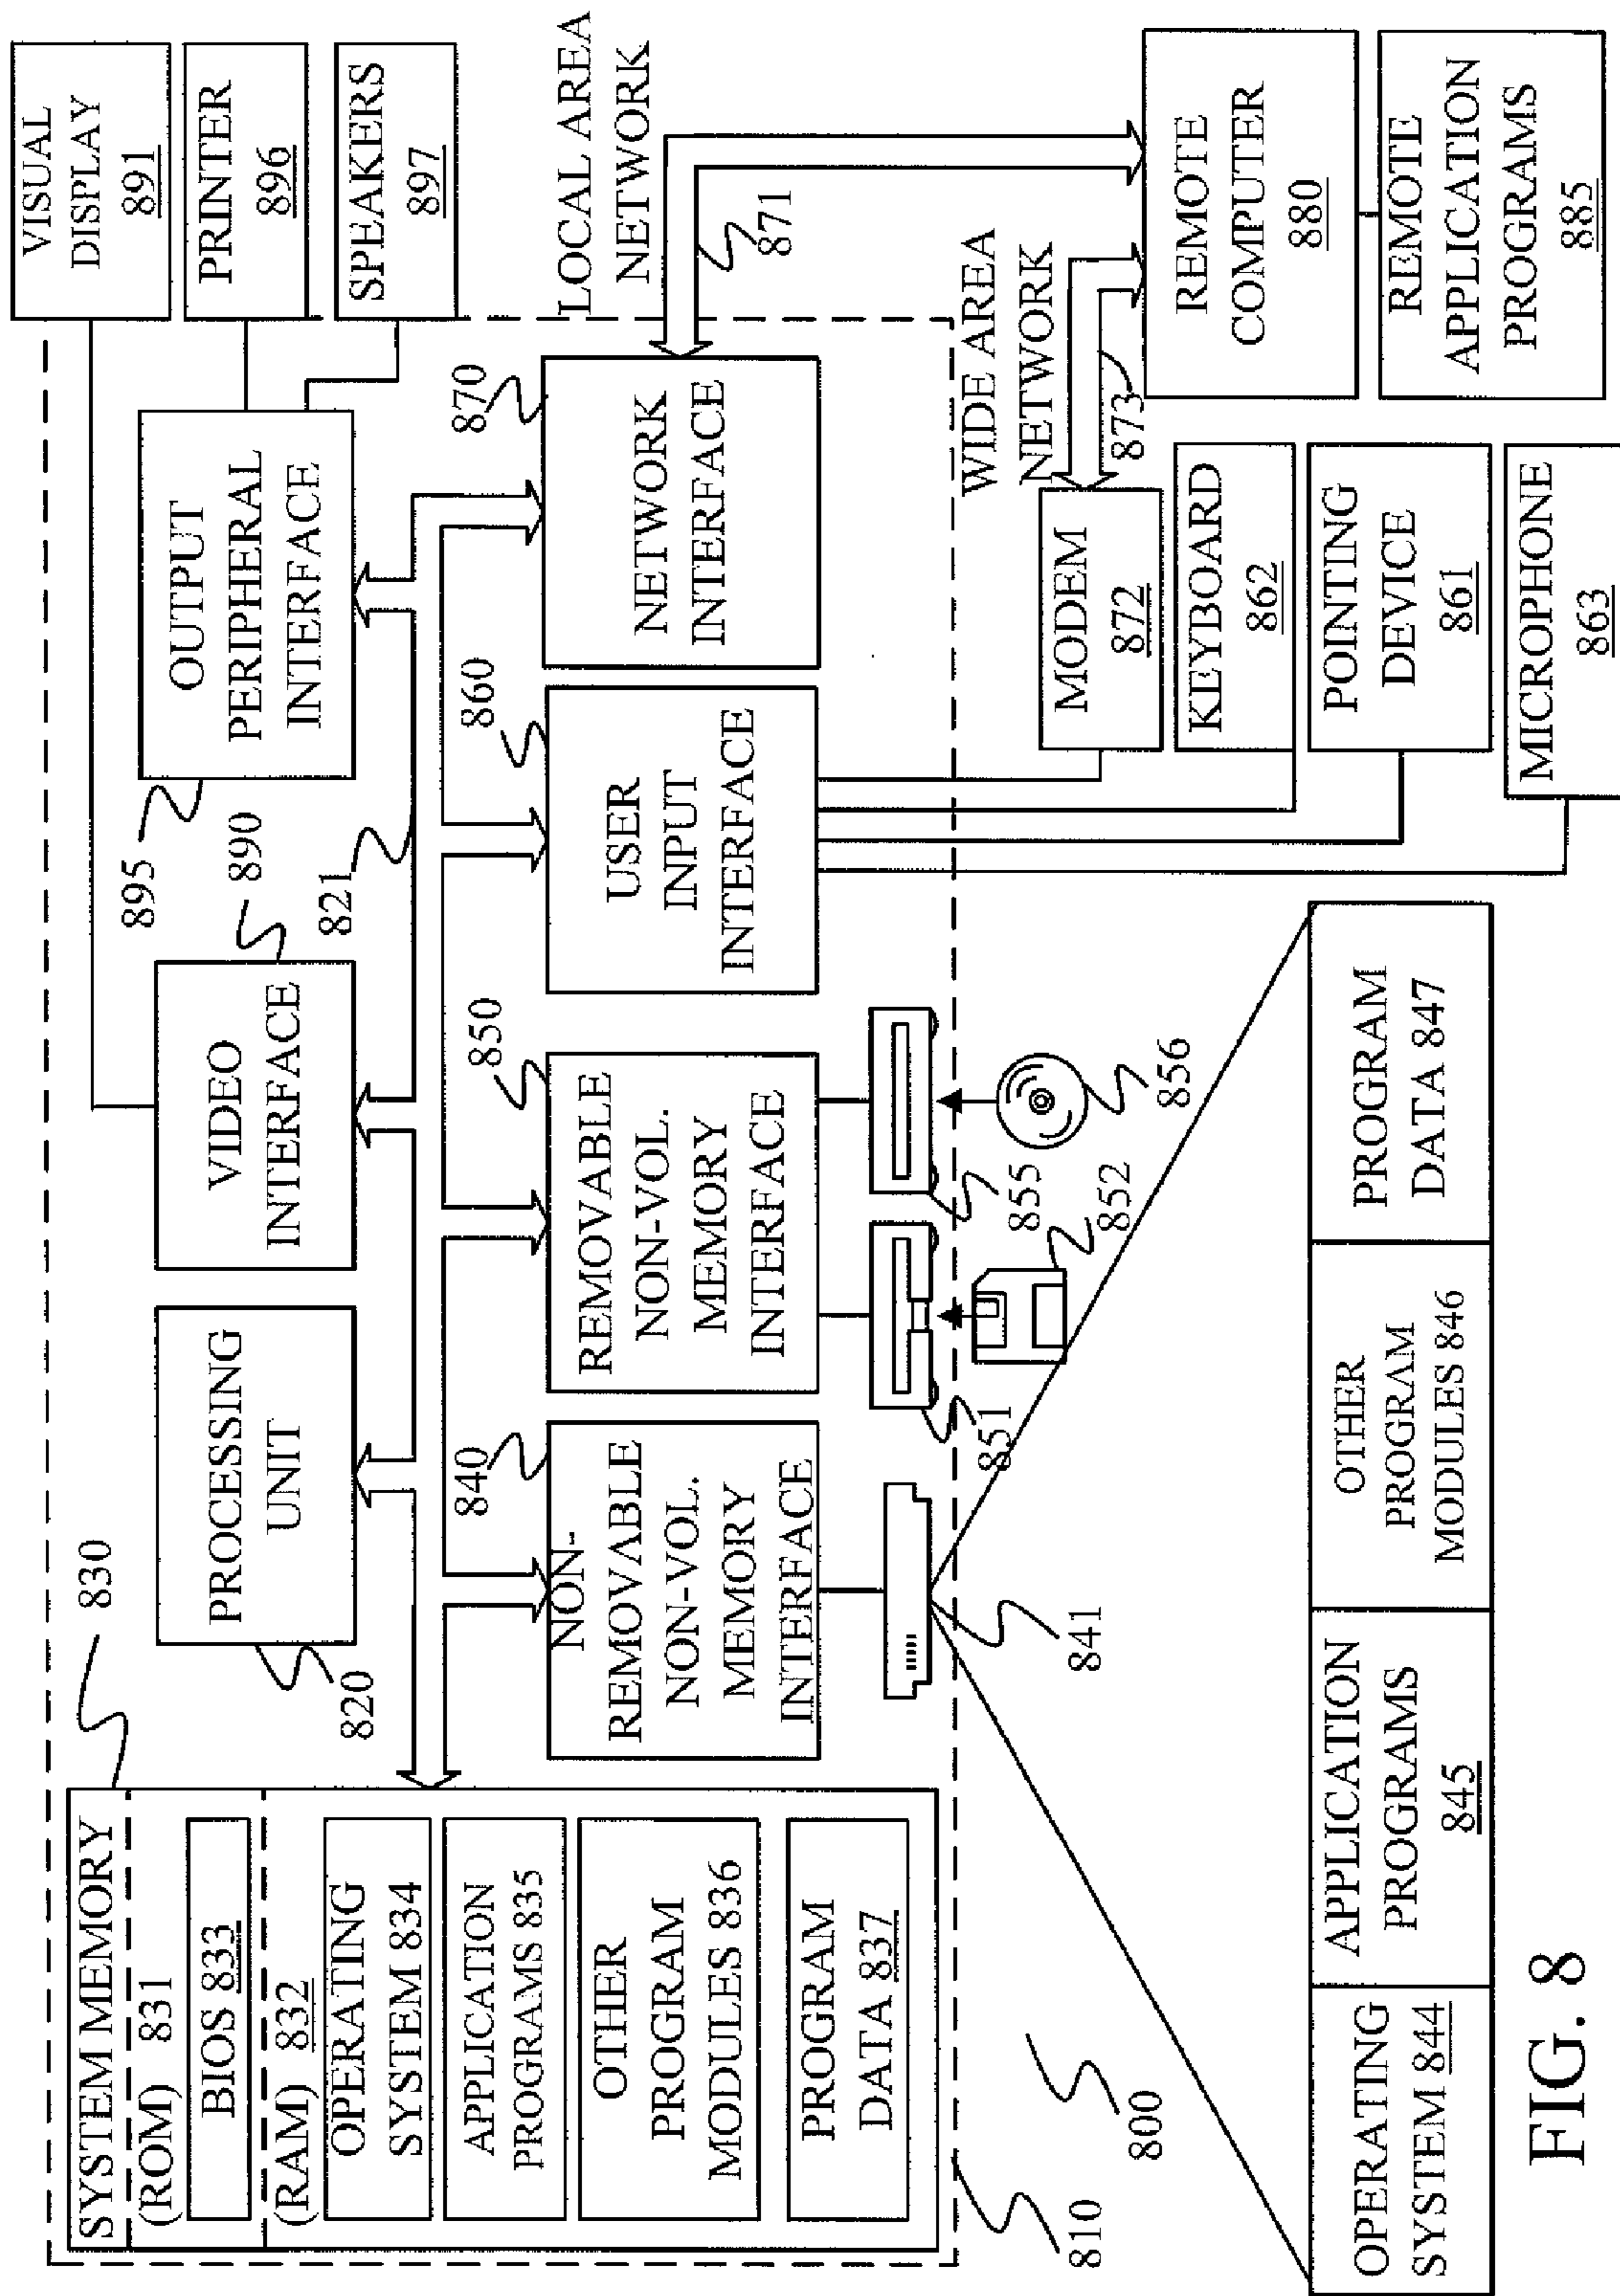 SYSTEM MEMORY
(ROM) 831
BIOS 833
(RAM) 832
OPERATING
SYSTEM 834
APPLICATION
PROGRAMS 835
OTHER
PROGRAM
MODULES 836
PROGRAM
DATA 837
830
PROCESSING
UNIT
820
VIDEO
INTERFACE
890
OUTPUT
PERIPHERAL
INTERFACE
895
821
VISUAL
DISPLAY
891
PRINTER
896
SPEAKERS
897
NON-
REMOVABLE
NON-VOL.
MEMORY
INTERFACE
840
REMOVABLE
NON-VOL.
MEMORY
INTERFACE
850
USER
INPUT
INTERFACE
860
NETWORK
INTERFACE
870
LOCAL AREA
NETWORK
871
841
851
852
855
856
WIDE AREA
NETWORK
873
MODEM
872
KEYBOARD
862
POINTING
DEVICE
861
MICROPHONE
863
REMOTE
COMPUTER
880
REMOTE
APPLICATION
PROGRAMS
885
810
800
OPERATING
SYSTEM 844
APPLICATION
PROGRAMS
845
OTHER
PROGRAM
MODULES 846
PROGRAM
DATA 847
FIG. 8